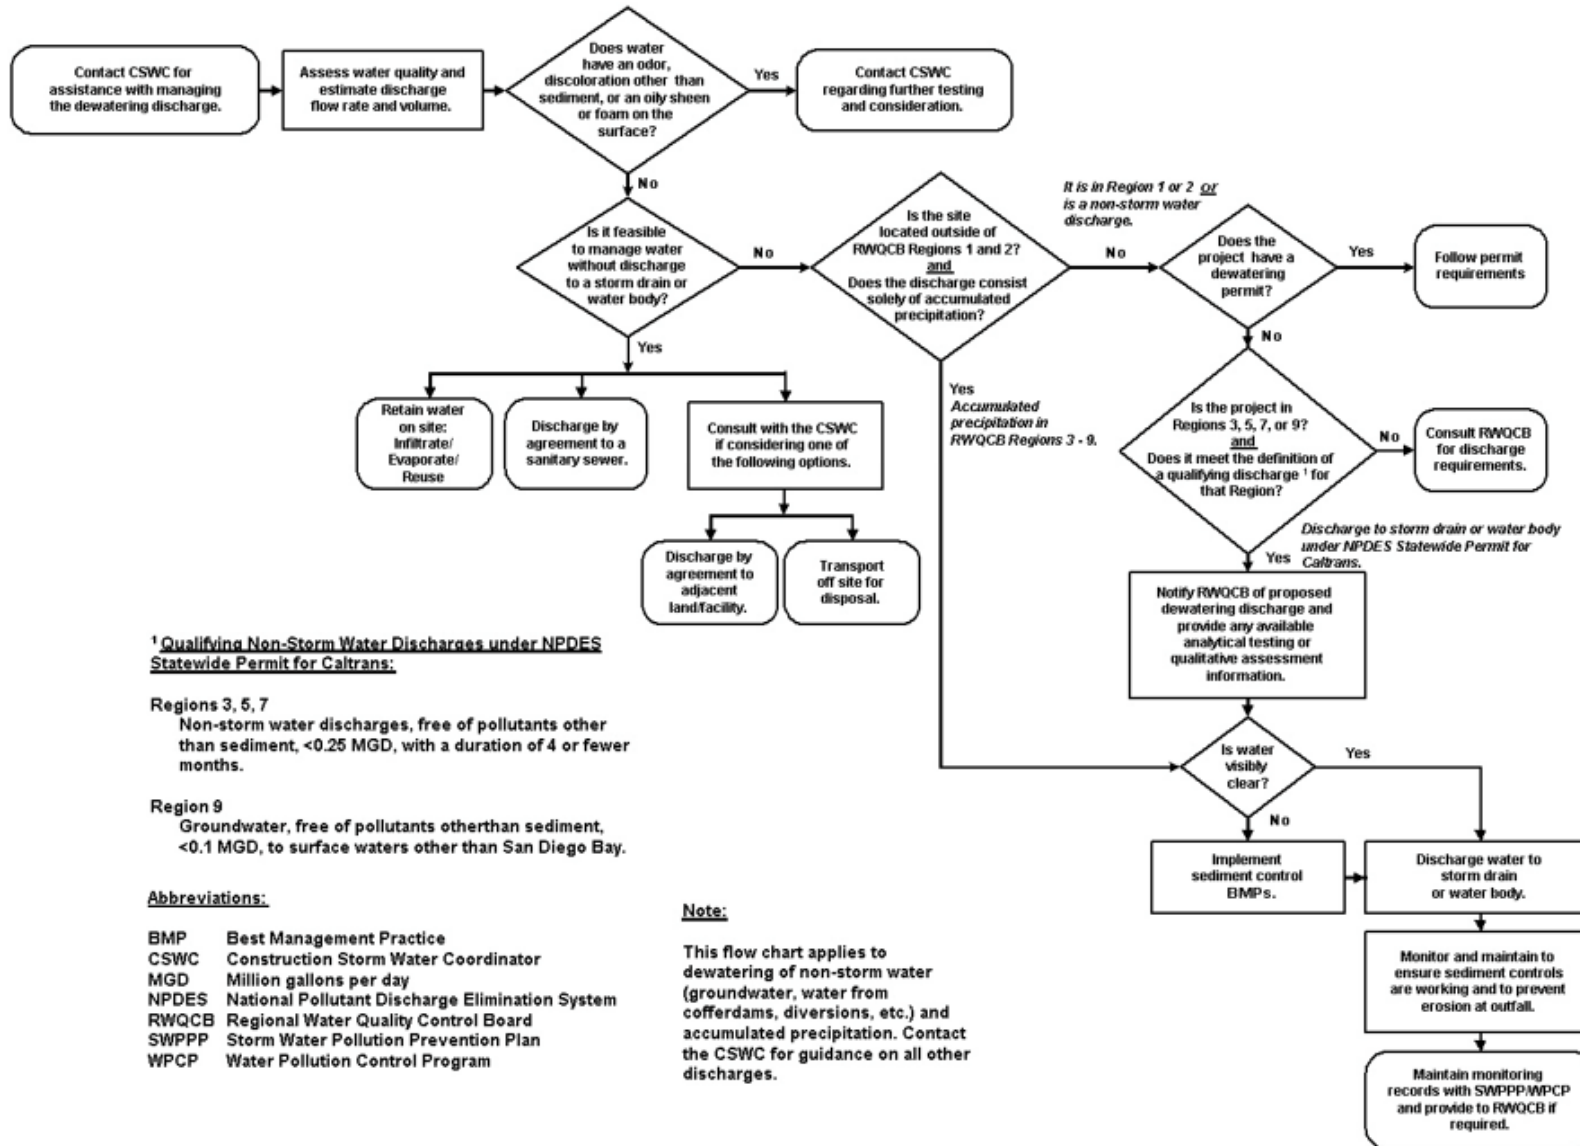 Contact CSWC for
assistance with managing
the dewatering discharge.
Assess water quality and
estimate discharge
flow rate and volume.
Does water
have an odor,
discoloration other than
sediment, or an oily sheen
or foam on the
surface?
Yes
Contact CSWC
regarding further testing
and consideration.
No
Is it feasible
to manage water
without discharge
to a storm drain or
water body?
No
Is the site
located outside of
RWQCB Regions 1 and 2?
and
Does the discharge consist
solely of accumulated
precipitation?
It is in Region 1 or 2 or
is a non-storm water
discharge.
No
Does the
project have a
dewatering
permit?
Yes
Follow permit
requirements
Yes
Retain water
on site:
Infiltrate/
Evaporate/
Reuse
Discharge by
agreement to a
sanitary sewer.
Consult with the CSWC
if considering one of
the following options.
Discharge by
agreement to
adjacent
land/facility.
Transport
off site for
disposal.
Yes
Accumulated
precipitation in
RWQCB Regions 3 - 9.
No
Is the project in
Regions 3, 5, 7, or 9?
and
Does it meet the definition of
a qualifying discharge ¹ for
that Region?
No
Consult RWQCB
for discharge
requirements.
Yes
Discharge to storm drain or water body
under NPDES Statewide Permit for
Caltrans.
Notify RWQCB of proposed
dewatering discharge and
provide any available
analytical testing or
qualitative assessment
information.
Is water
visibly
clear?
Yes
No
Implement
sediment control
BMPs.
Discharge water to
storm drain
or water body.
Monitor and maintain to
ensure sediment controls
are working and to prevent
erosion at outfall.
Maintain monitoring
records with SWPPP/WPCP
and provide to RWQCB if
required.
¹ Qualifying Non-Storm Water Discharges under NPDES
Statewide Permit for Caltrans:
Regions 3, 5, 7
Non-storm water discharges, free of pollutants other
than sediment, <0.25 MGD, with a duration of 4 or fewer
months.
Region 9
Groundwater, free of pollutants otherthan sediment,
<0.1 MGD, to surface waters other than San Diego Bay.
Abbreviations:
BMP Best Management Practice
CSWC Construction Storm Water Coordinator
MGD Million gallons per day
NPDES National Pollutant Discharge Elimination System
RWQCB Regional Water Quality Control Board
SWPPP Storm Water Pollution Prevention Plan
WPCP Water Pollution Control Program
Note:
This flow chart applies to
dewatering of non-storm water
(groundwater, water from
cofferdams, diversions, etc.) and
accumulated precipitation. Contact
the CSWC for guidance on all other
discharges.